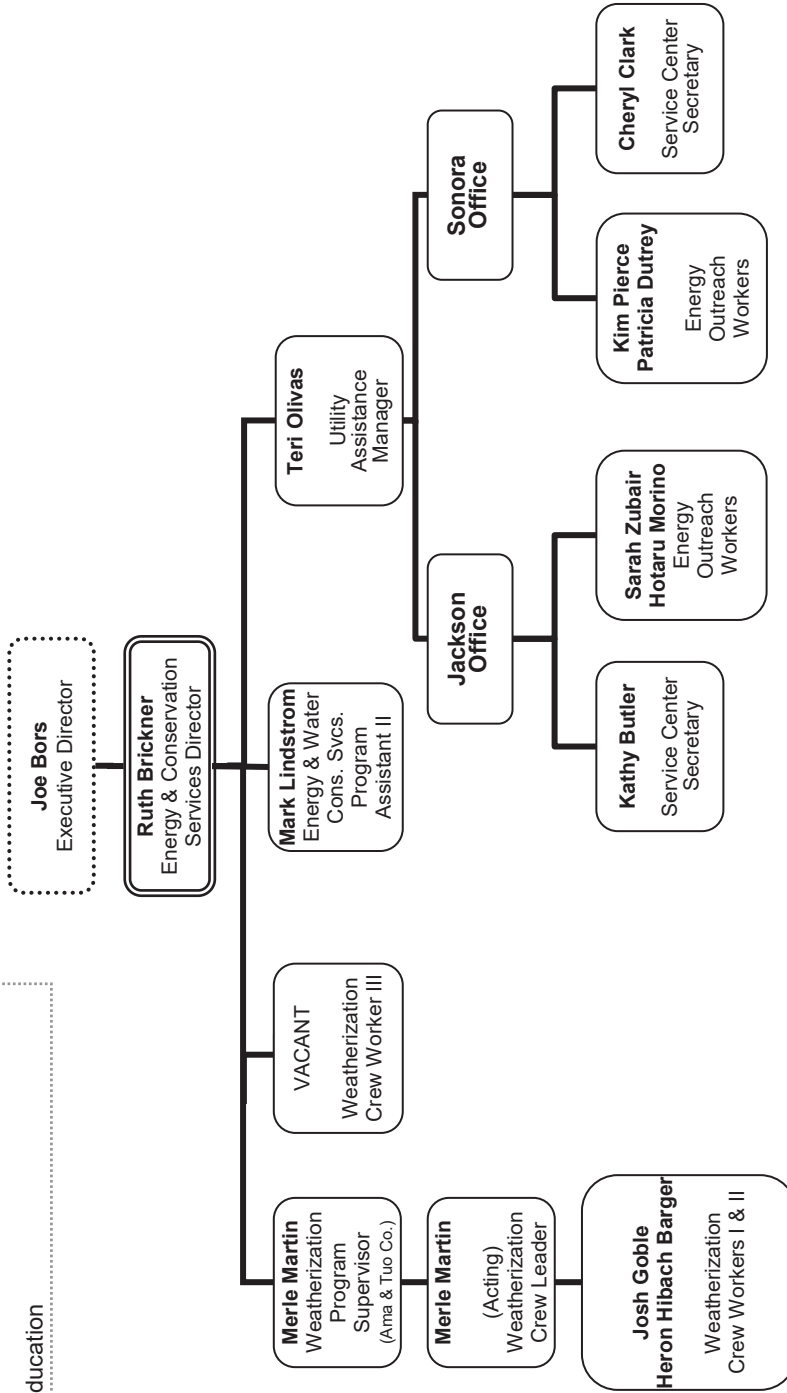 ducation
Joe Bors
Executive Director
Ruth Brickner
Energy & Conservation
Services Director
Merle Martin
Weatherization
Program
Supervisor
(Ama & Tuo Co.)
VACANT
Weatherization
Crew Worker III
Mark Lindstrom
Energy & Water
Cons. Svcs.
Program
Assistant II
Teri Olivas
Utility
Assistance
Manager
Merle Martin
(Acting)
Weatherization
Crew Leader
Jackson
Office
Sonora
Office
Josh Goble
Heron Hibach Barger
Weatherization
Crew Workers I & II
Kathy Butler
Service Center
Secretary
Sarah Zubair
Hotaru Morino
Energy
Outreach
Workers
Kim Pierce
Patricia Dutrey
Energy
Outreach
Workers
Cheryl Clark
Service Center
Secretary